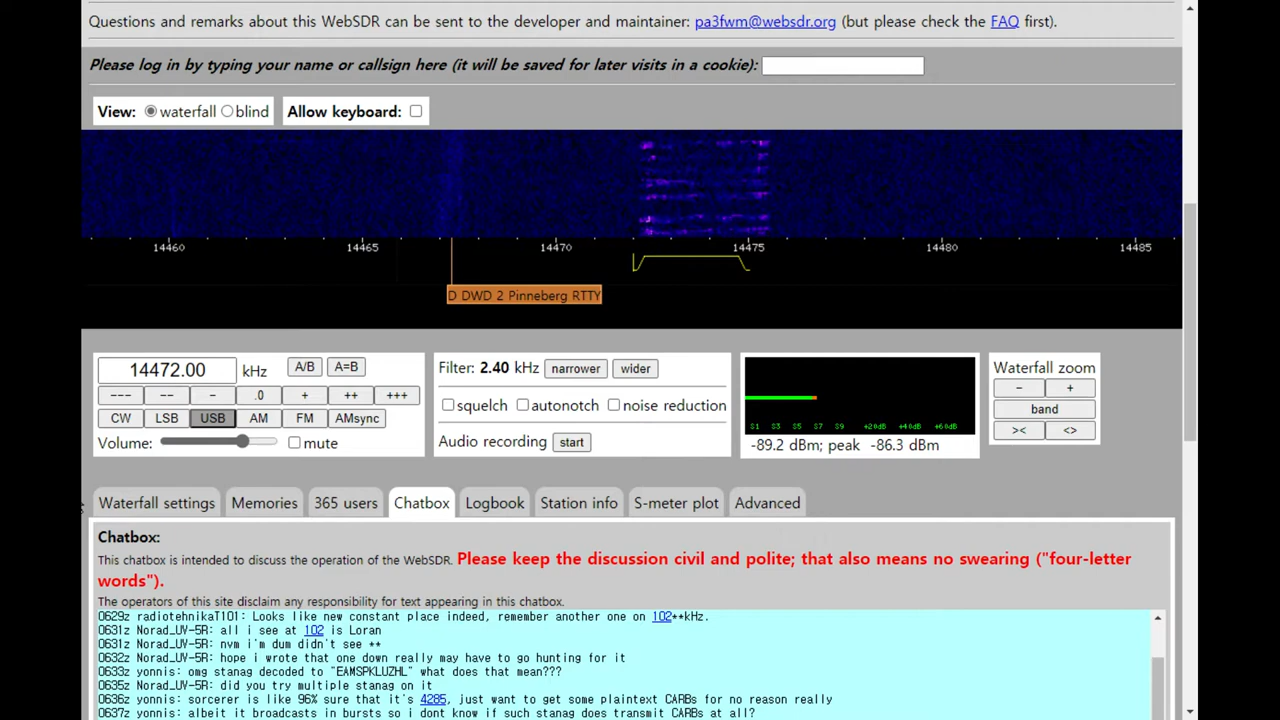 Questions and remarks about this WebSDR can be sent to the developer and maintainer: pa3fwm@websdr.org (but please check the FAQ first).
Please log in by typing your name or callsign here (it will be saved for later visits in a cookie):
View: waterfall blind Allow keyboard:
14460 14465 14470 14475 14480 14485
D DWD 2 Pinneberg RTTY
14472.00 kHz A/B A=B
--- -- - .0 + ++ +++
CW LSB USB AM FM AMsync
Volume: mute
Filter: 2.40 kHz narrower wider
squelch autonotch noise reduction
Audio recording start
S1 S3 S5 S7 S9 +20dB +40dB +60dB
-89.2 dBm; peak -86.3 dBm
Waterfall zoom
- +
band
>< <>
Waterfall settings Memories 365 users Chatbox Logbook Station info S-meter plot Advanced
Chatbox:
This chatbox is intended to discuss the operation of the WebSDR. Please keep the discussion civil and polite; that also means no swearing ("four-letter
words").
The operators of this site disclaim any responsibility for text appearing in this chatbox.
0629z radiotehnikaT101: Looks like new constant place indeed, remember another one on 102**kHz.
0631z Norad_UV-5R: all i see at 102 is Loran
0631z Norad_UV-5R: nvm i'm dum didn't see **
0632z Norad_UV-5R: hope i wrote that one down really may have to go hunting for it
0633z yonnis: omg stanag decoded to "EAMSPKLUZHL" what does that mean???
0635z Norad_UV-5R: did you try multiple stanag on it
0636z yonnis: sorcerer is like 96% sure that it's 4285, just want to get some plaintext CARBs for no reason really
0637z yonnis: albeit it broadcasts in bursts so i dont know if such stanag does transmit CARBs at all?